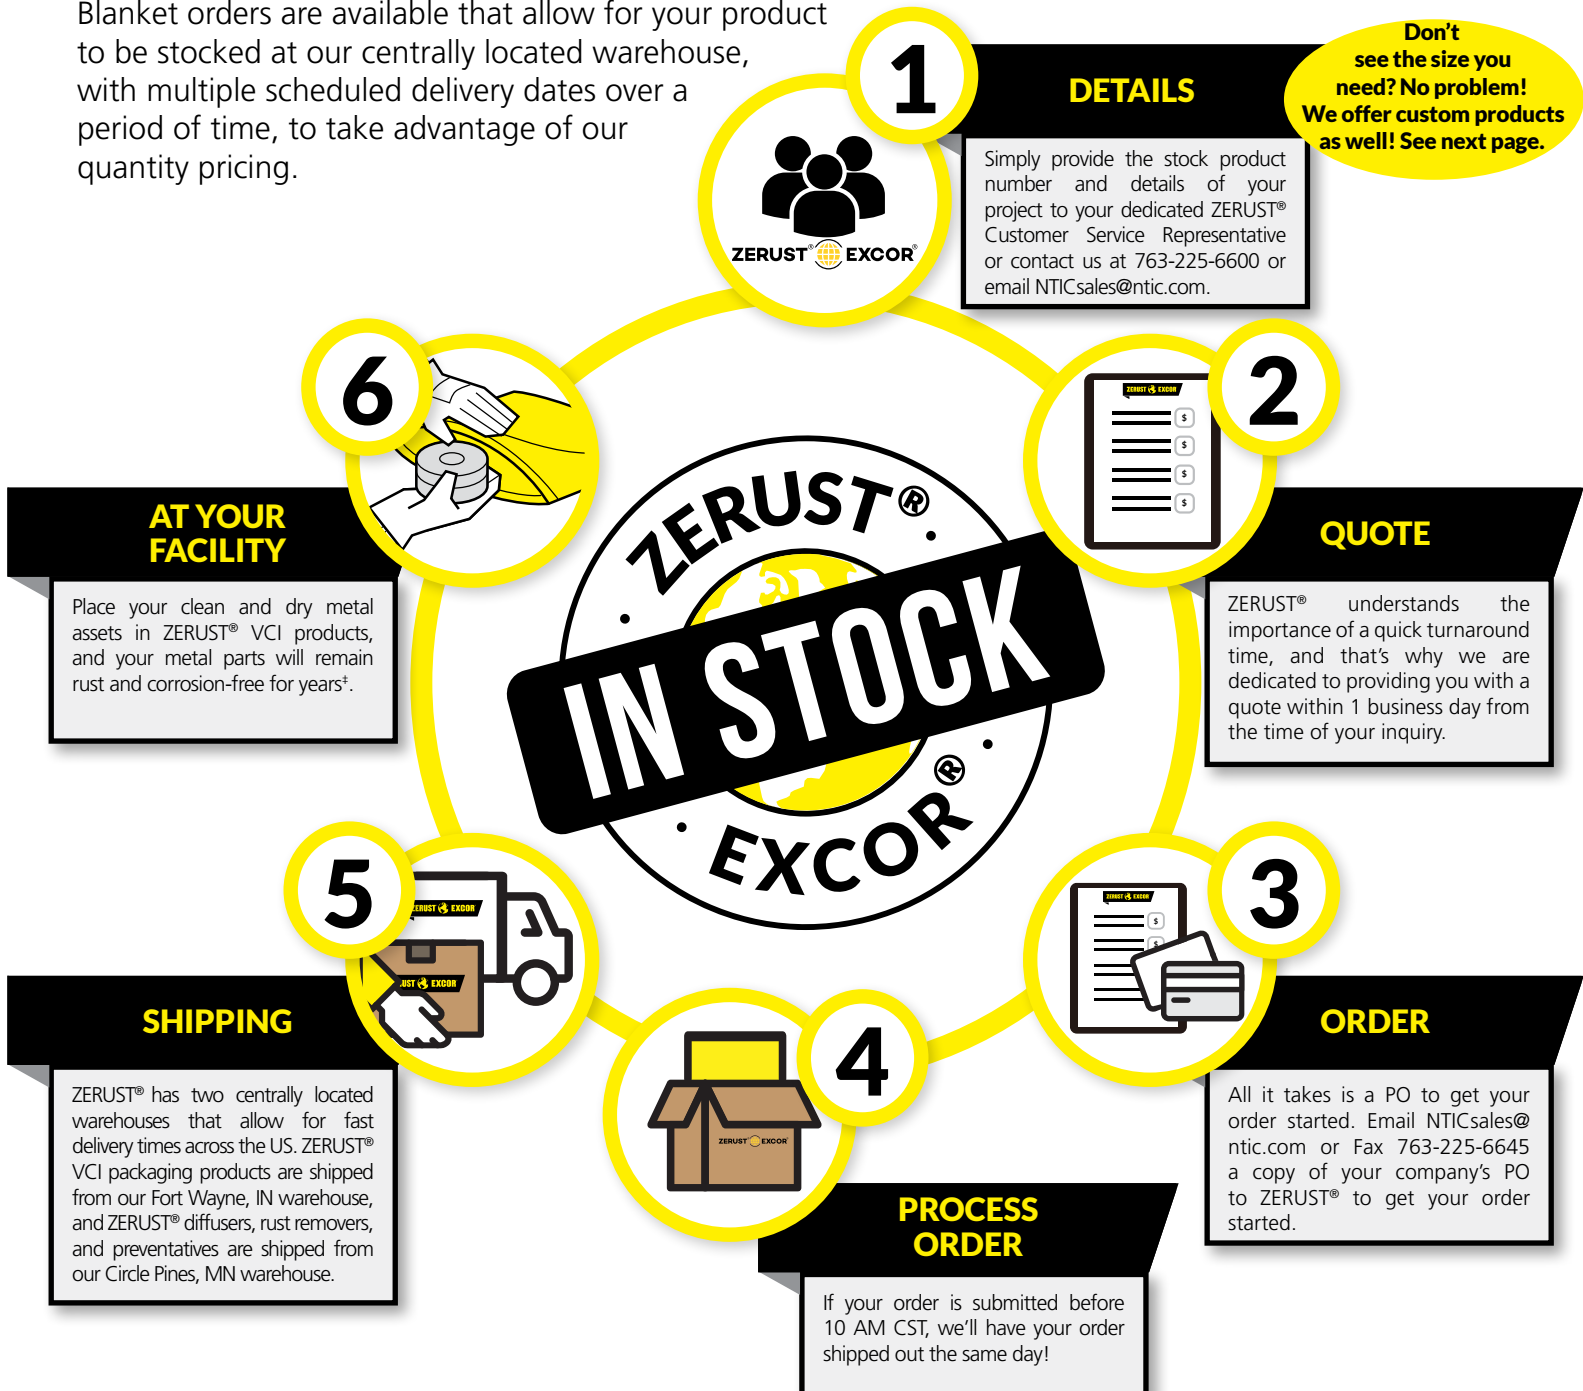 Blanket orders are available that allow for your product
to be stocked at our centrally located warehouse,
with multiple scheduled delivery dates over a
period of time, to take advantage of our
quantity pricing.
Don't
see the size you
need? No problem!
We offer custom products
as well! See next page.
1
DETAILS
Simply provide the stock product
number and details of your
project to your dedicated ZERUST®
Customer Service Representative
or contact us at 763-225-6600 or
email NTICsales@ntic.com.
ZERUST® EXCOR®
2
ZERUST EXCOR
$
$
$
$
QUOTE
ZERUST® understands the
importance of a quick turnaround
time, and that's why we are
dedicated to providing you with a
quote within 1 business day from
the time of your inquiry.
3
ZERUST EXCOR
$
$
ORDER
All it takes is a PO to get your
order started. Email NTICsales@
ntic.com or Fax 763-225-6645
a copy of your company's PO
to ZERUST® to get your order
started.
4
ZERUST EXCOR
PROCESS
ORDER
If your order is submitted before
10 AM CST, we'll have your order
shipped out the same day!
5
ZERUST EXCOR
UST EXCOR
SHIPPING
ZERUST® has two centrally located
warehouses that allow for fast
delivery times across the US. ZERUST®
VCI packaging products are shipped
from our Fort Wayne, IN warehouse,
and ZERUST® diffusers, rust removers,
and preventatives are shipped from
our Circle Pines, MN warehouse.
6
AT YOUR
FACILITY
Place your clean and dry metal
assets in ZERUST® VCI products,
and your metal parts will remain
rust and corrosion-free for years‡.
ZERUST®
IN STOCK
EXCOR®